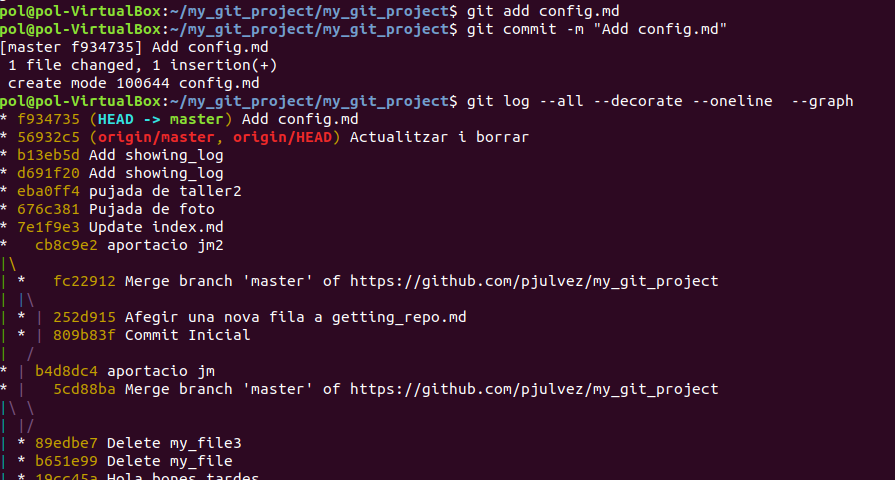 pol@pol-VirtualBox:~/my_git_project/my_git_project$ git add config.md
pol@pol-VirtualBox:~/my_git_project/my_git_project$ git commit -m "Add config.md"
[master f934735] Add config.md
 1 file changed, 1 insertion(+)
 create mode 100644 config.md
pol@pol-VirtualBox:~/my_git_project/my_git_project$ git log --all --decorate --oneline  --graph
* f934735 (HEAD -> master) Add config.md
* 56932c5 (origin/master, origin/HEAD) Actualitzar i borrar
* b13eb5d Add showing_log
* d691f20 Add showing_log
* eba0ff4 pujada de taller2
* 676c381 Pujada de foto
* 7e1f9e3 Update index.md
*   cb8c9e2 aportacio jm2
|\
| *   fc22912 Merge branch 'master' of https://github.com/pjulvez/my_git_project
| |\
| * | 252d915 Afegir una nova fila a getting_repo.md
| * | 809b83f Commit Inicial
|  /
* | b4d8dc4 aportacio jm
* |   5cd88ba Merge branch 'master' of https://github.com/pjulvez/my_git_project
|\ \
| |/
| * 89edbe7 Delete my_file3
| * b651e99 Delete my_file
| * 19cc45a Hola bones tardes